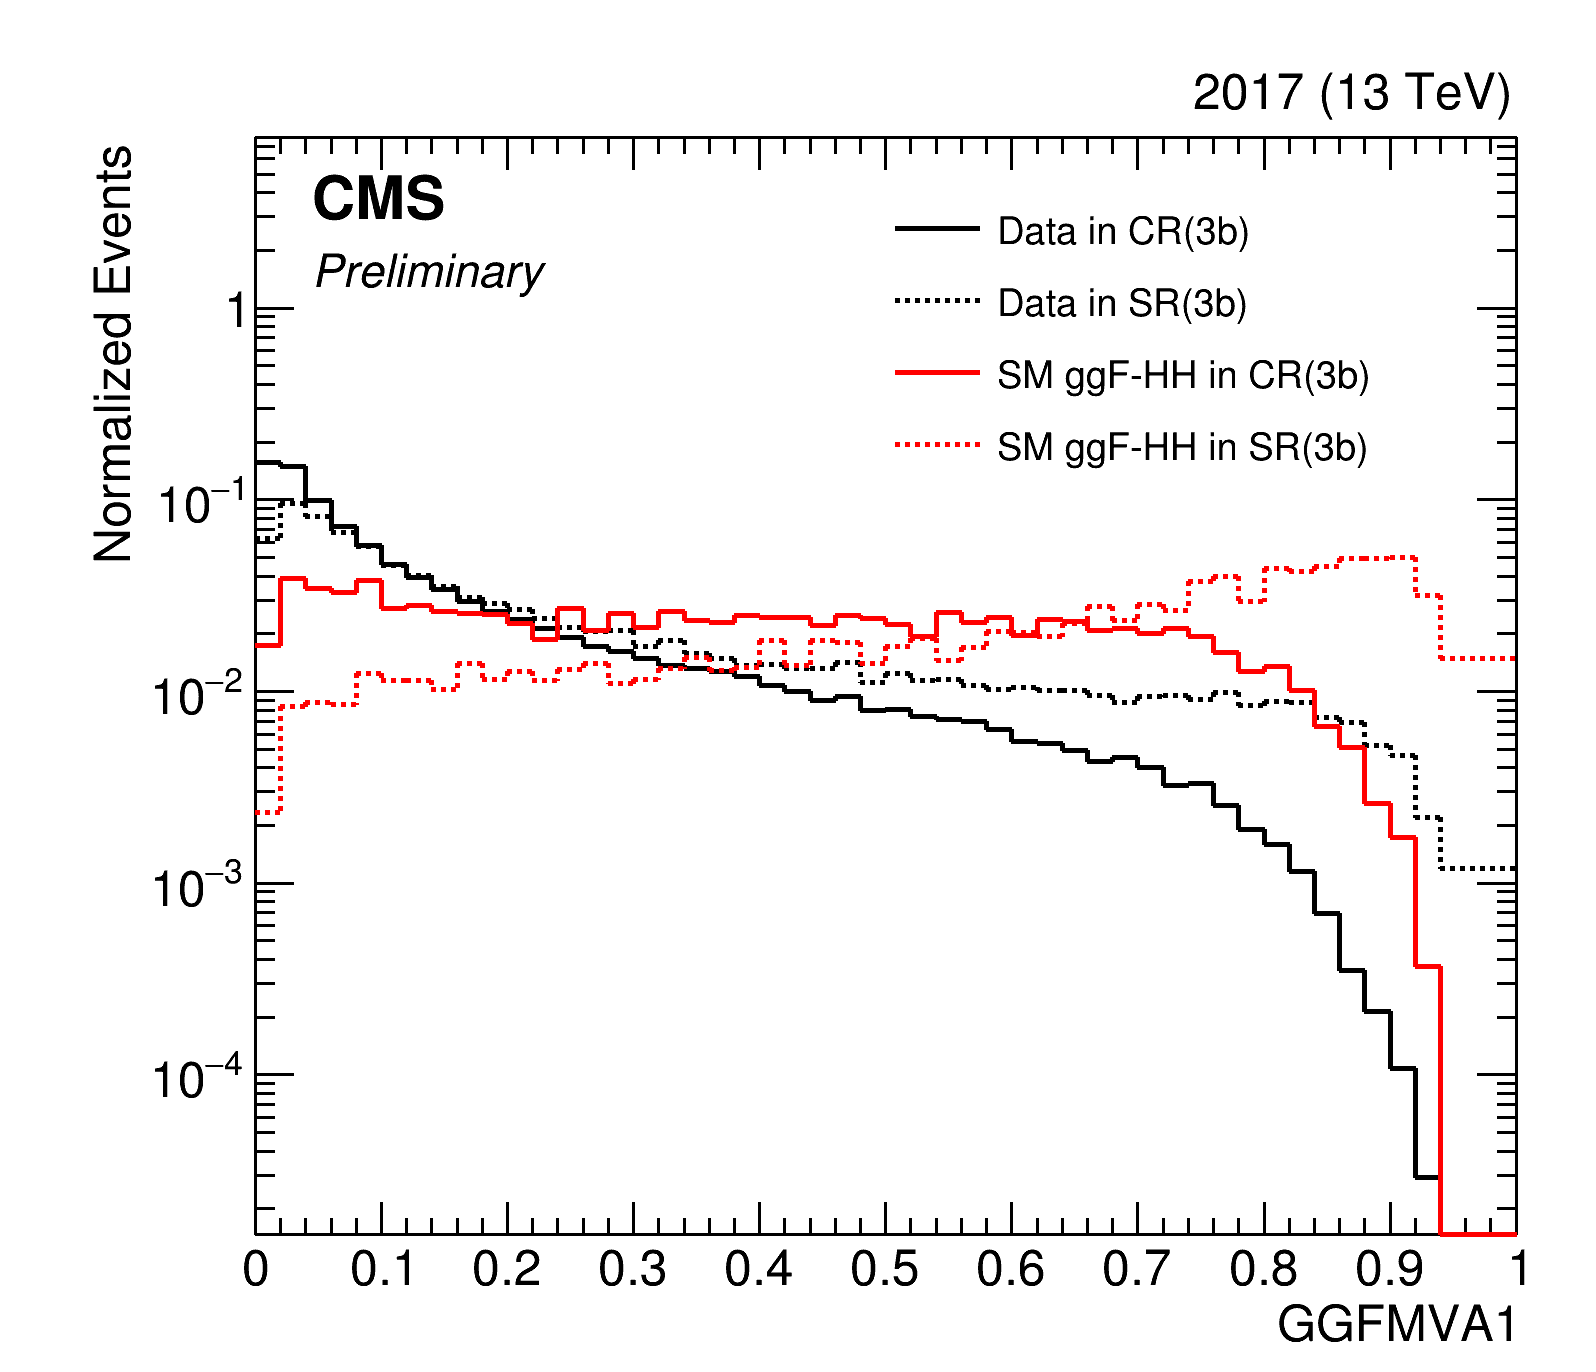 2017 (13 TeV)
CMS
Preliminary
Normalized Events
Data in CR(3b)
Data in SR(3b)
SM ggF-HH in CR(3b)
SM ggF-HH in SR(3b)
1
10⁻¹
10⁻²
10⁻³
10⁻⁴
0 0.1 0.2 0.3 0.4 0.5 0.6 0.7 0.8 0.9 1
GGFMVA1